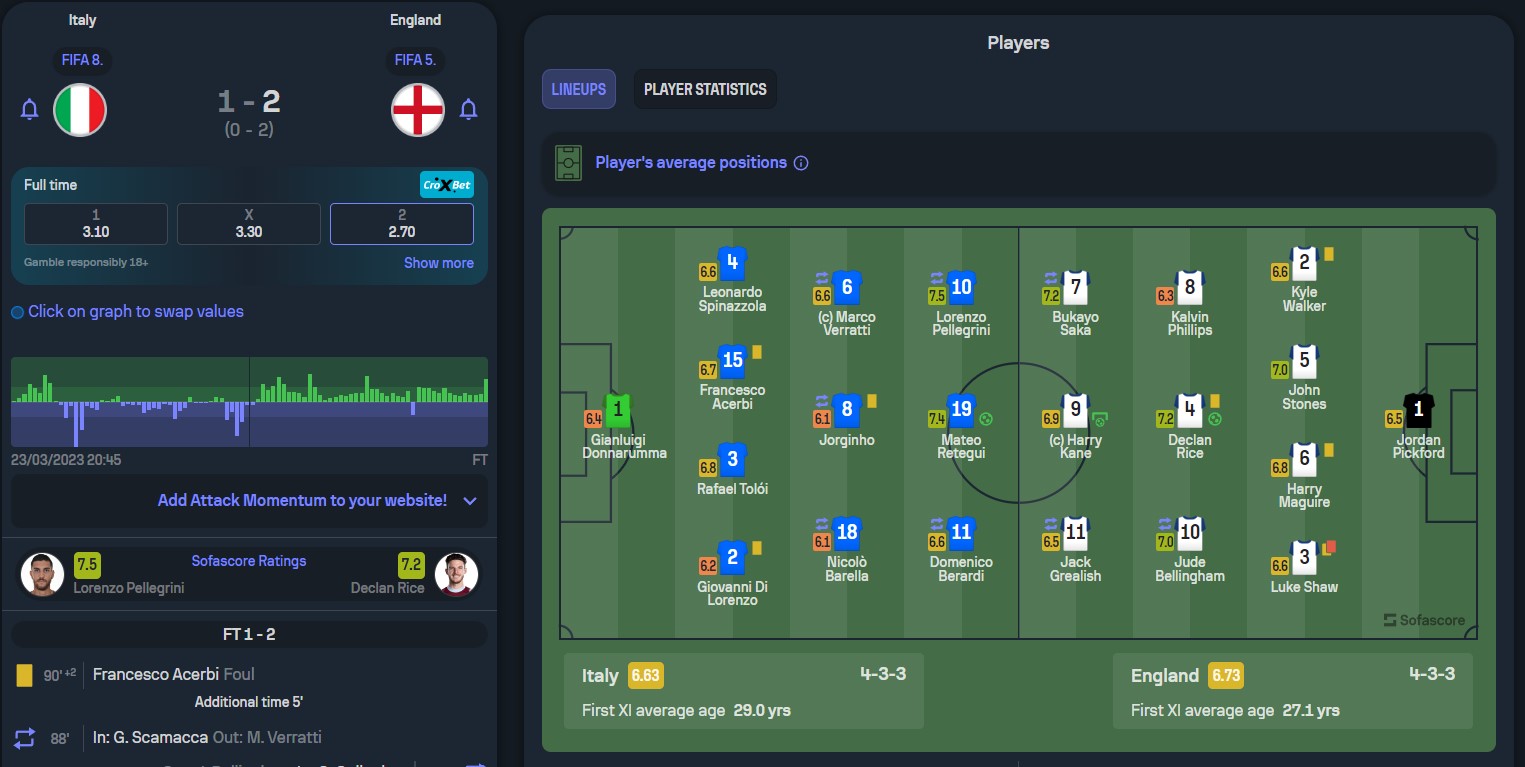 Italy
England
FIFA 8.
FIFA 5.
1 - 2
(0 - 2)
Full time
CroXBet
1
3.10
X
3.30
2
2.70
Gamble responsibly 18+
Show more
Click on graph to swap values
23/03/2023 20:45
FT
Add Attack Momentum to your website!
7.5
Lorenzo Pellegrini
Sofascore Ratings
7.2
Declan Rice
FT 1 - 2
90' +2
Francesco Acerbi Foul
Additional time 5'
88'
In: G. Scamacca Out: M. Verratti
Players
LINEUPS
PLAYER STATISTICS
Player's average positions
1
6.4
Gianluigi
Donnarumma
4
6.6
Leonardo
Spinazzola
15
6.7
Francesco
Acerbi
3
6.8
Rafael Tolói
2
6.2
Giovanni Di
Lorenzo
6
6.6
(c) Marco
Verratti
8
6.1
Jorginho
18
6.1
Nicolò
Barella
10
7.5
Lorenzo
Pellegrini
19
7.4
Mateo
Retegui
11
6.6
Domenico
Berardi
7
7.2
Bukayo
Saka
9
6.9
(c) Harry
Kane
11
6.5
Jack
Grealish
8
6.3
Kalvin
Phillips
4
7.2
Declan
Rice
10
7.0
Jude
Bellingham
2
6.6
Kyle
Walker
5
7.0
John
Stones
6
6.8
Harry
Maguire
3
6.6
Luke Shaw
1
6.5
Jordan
Pickford
Sofascore
Italy 6.63
4-3-3
First XI average age 29.0 yrs
England 6.73
4-3-3
First XI average age 27.1 yrs